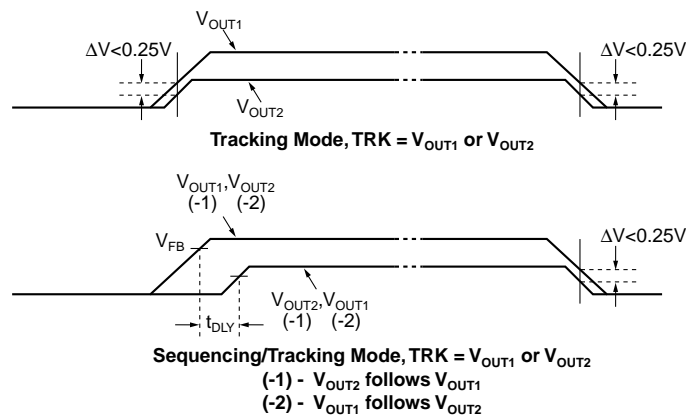 V_OUT1
ΔV<0.25V
ΔV<0.25V
V_OUT2
Tracking Mode, TRK = V_OUT1 or V_OUT2
V_OUT1, V_OUT2
(-1) (-2)
V_FB
ΔV<0.25V
V_OUT2, V_OUT1
(-1) (-2)
t_DLY
Sequencing/Tracking Mode, TRK = V_OUT1 or V_OUT2
(-1) - V_OUT2 follows V_OUT1
(-2) - V_OUT1 follows V_OUT2